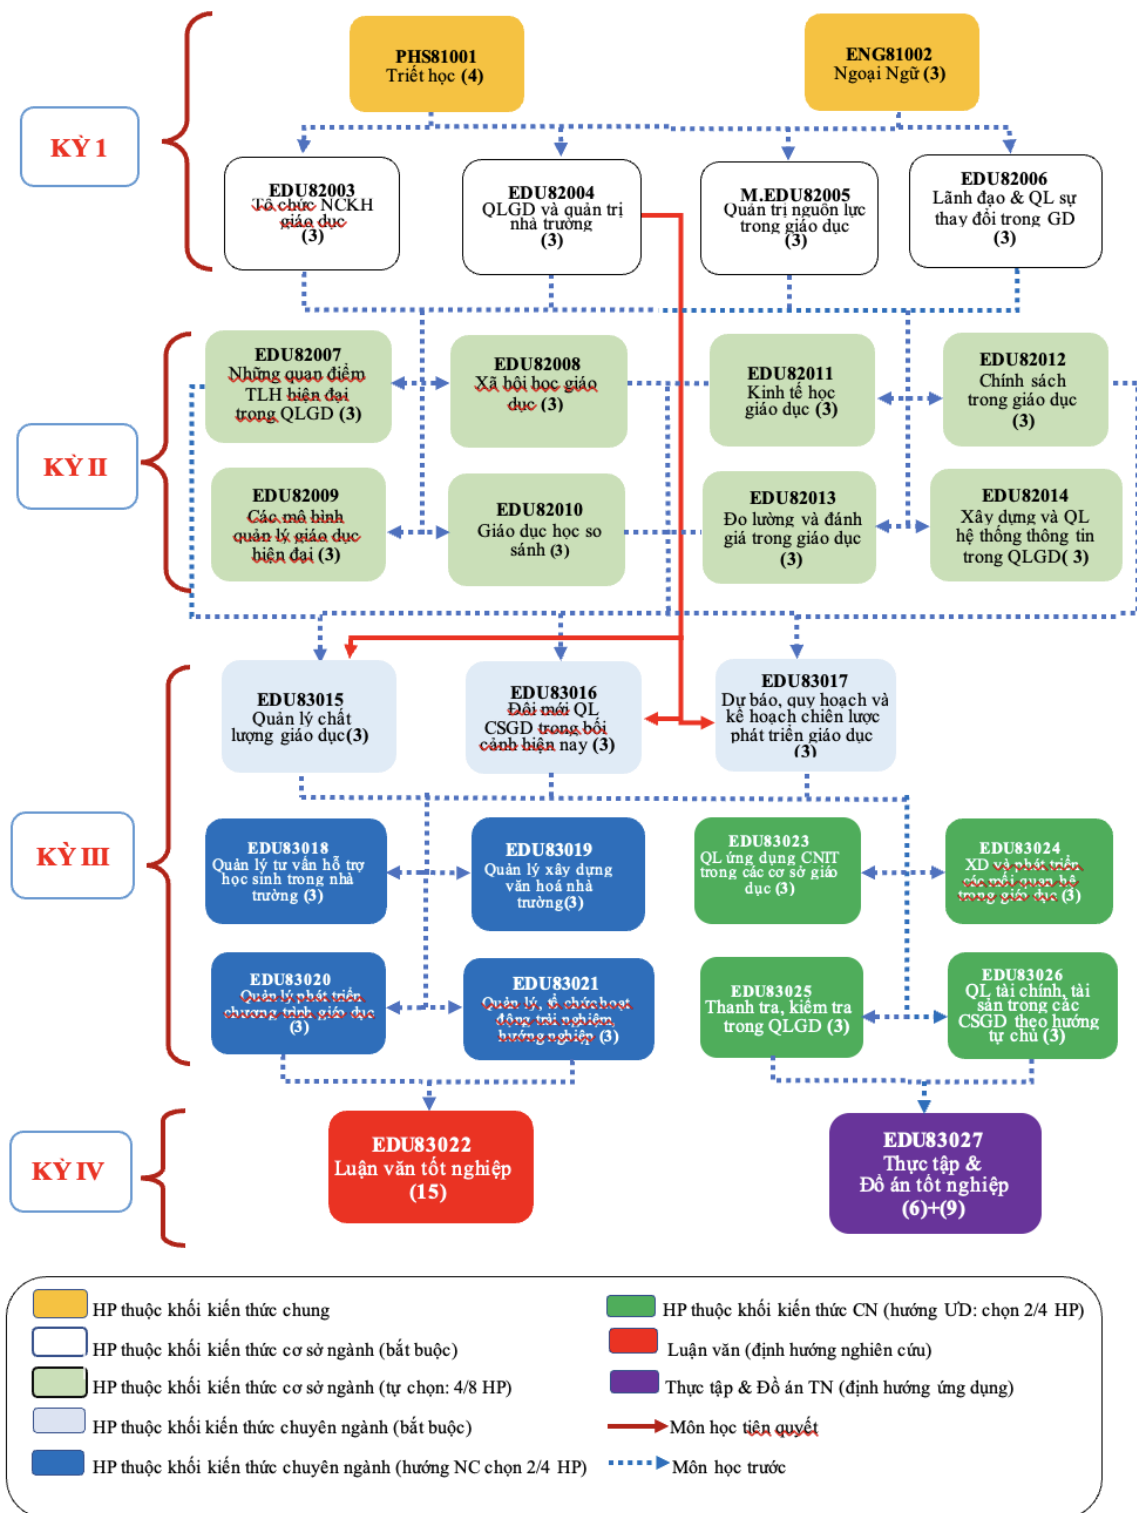 PHS81001
Triết học (4)
ENG81002
Ngoại Ngữ (3)
KỲ 1
EDU82003
Tổ chức NCKH
giáo dục
(3)
EDU82004
QLGD và quản trị
nhà trường
(3)
M.EDU82005
Quản trị nguồn lực
trong giáo dục
(3)
EDU82006
Lãnh đạo & QL sự
thay đổi trong GD
(3)
KỲ II
EDU82007
Những quan điểm
TLH hiện đại
trong QLGD (3)
EDU82008
Xã hội học giáo
dục (3)
EDU82011
Kinh tế học
giáo dục (3)
EDU82012
Chính sách
trong giáo dục
(3)
EDU82009
Các mô hình
quản lý giáo dục
hiện đại (3)
EDU82010
Giáo dục học so
sánh (3)
EDU82013
Đo lường và đánh
giá trong giáo dục
(3)
EDU82014
Xây dựng và QL
hệ thống thông tin
trong QLGD( 3)
KỲ III
EDU83015
Quản lý chất
lượng giáo dục(3)
EDU83016
Đổi mới QL
CSGD trong bối
cảnh hiện nay (3)
EDU83017
Dự báo, quy hoạch và
kế hoạch chiến lược
phát triển giáo dục
(3)
EDU83018
Quản lý tư vấn hỗ trợ
học sinh trong nhà
trường (3)
EDU83019
Quản lý xây dựng
văn hoá nhà
trường(3)
EDU83023
QL ứng dụng CNIT
trong các cơ sở giáo
dục (3)
EDU83024
XD và phát triển
các mối quan hệ
trong giáo dục (3)
EDU83020
Quản lý phát triển
chương trình giáo dục
(3)
EDU83021
Quản lý, tổ chức hoạt
động trải nghiệm,
hướng nghiệp (3)
EDU83025
Thanh tra, kiểm tra
trong QLGD (3)
EDU83026
QL tài chính, tài
sản trong các
CSGD theo hướng
tự chủ (3)
KỲ IV
EDU83022
Luận văn tốt nghiệp
(15)
EDU83027
Thực tập &
Đồ án tốt nghiệp
(6)+(9)
HP thuộc khối kiến thức chung
HP thuộc khối kiến thức cơ sở ngành (bắt buộc)
HP thuộc khối kiến thức cơ sở ngành (tự chọn: 4/8 HP)
HP thuộc khối kiến thức chuyên ngành (bắt buộc)
HP thuộc khối kiến thức chuyên ngành (hướng NC chọn 2/4 HP)
HP thuộc khối kiến thức CN (hướng ƯD: chọn 2/4 HP)
Luận văn (định hướng nghiên cứu)
Thực tập & Đồ án TN (định hướng ứng dụng)
Môn học tiên quyết
Môn học trước